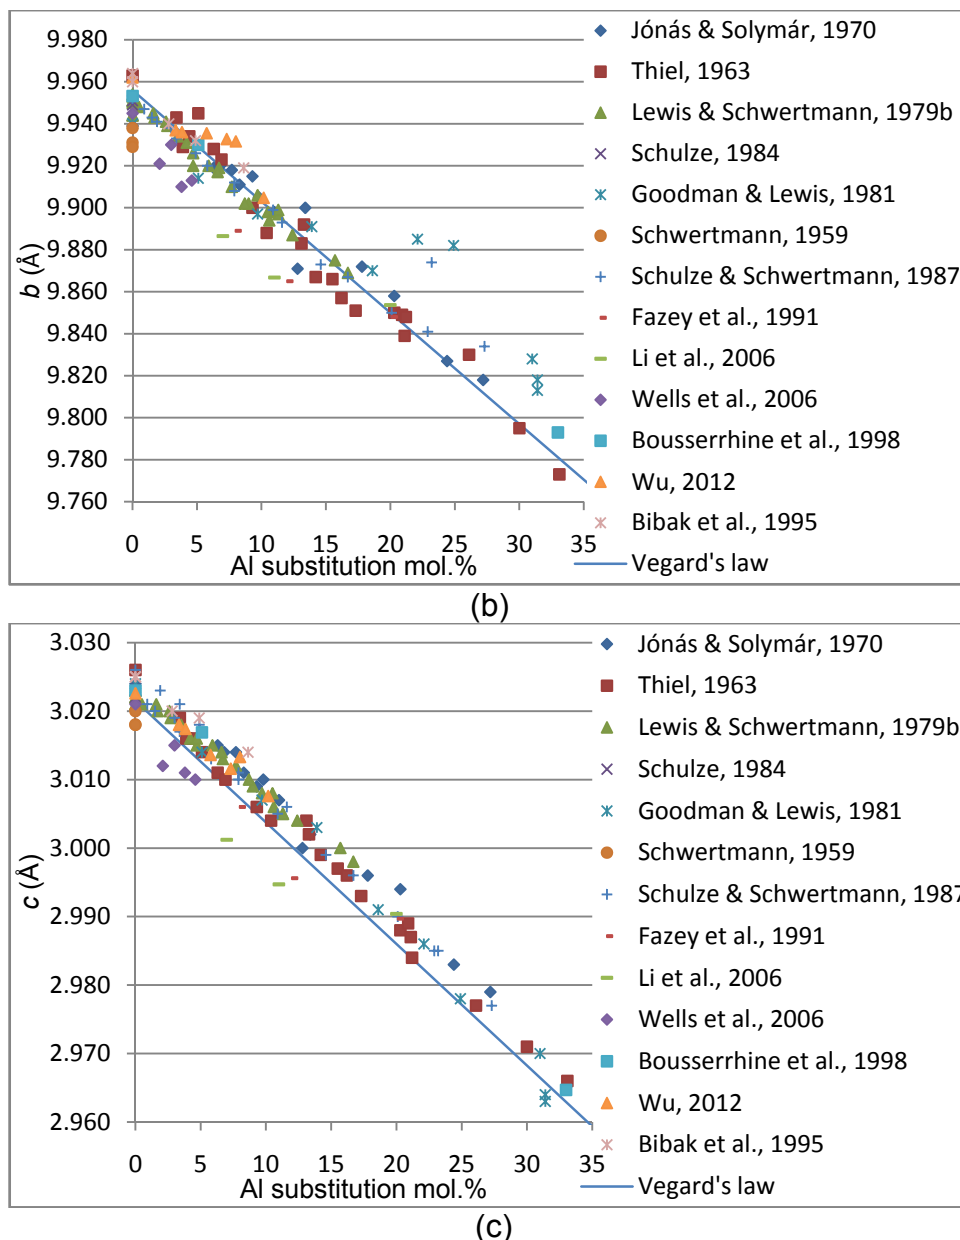 9.980
9.960
9.940
9.920
9.900
9.880
9.860
9.840
9.820
9.800
9.780
9.760
b (Å)
0 5 10 15 20 25 30 35
Al substitution mol.%
Jónás & Solymár, 1970
Thiel, 1963
Lewis & Schwertmann, 1979b
Schulze, 1984
Goodman & Lewis, 1981
Schwertmann, 1959
Schulze & Schwertmann, 1987
Fazey et al., 1991
Li et al., 2006
Wells et al., 2006
Bousserrhine et al., 1998
Wu, 2012
Bibak et al., 1995
Vegard's law
(b)
3.030
3.020
3.010
3.000
2.990
2.980
2.970
2.960
c (Å)
0 5 10 15 20 25 30 35
Al substitution mol.%
Jónás & Solymár, 1970
Thiel, 1963
Lewis & Schwertmann, 1979b
Schulze, 1984
Goodman & Lewis, 1981
Schwertmann, 1959
Schulze & Schwertmann, 1987
Fazey et al., 1991
Li et al., 2006
Wells et al., 2006
Bousserrhine et al., 1998
Wu, 2012
Bibak et al., 1995
Vegard's law
(c)